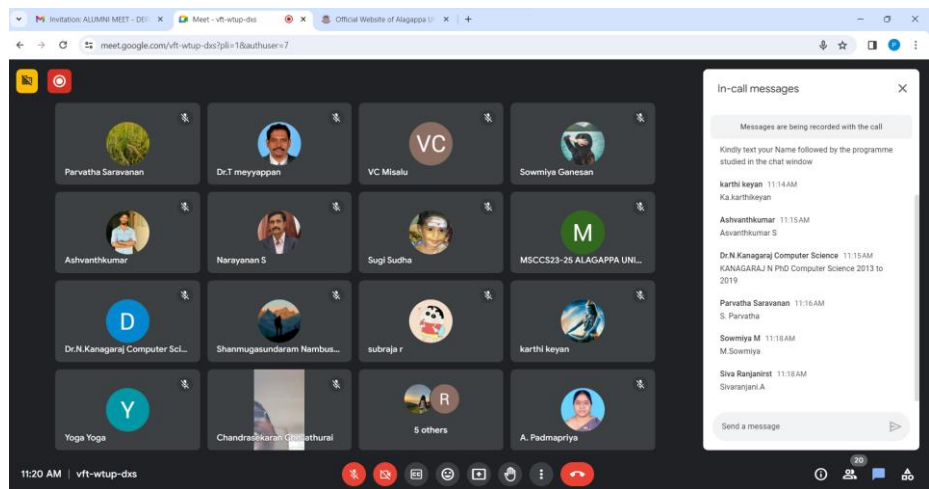 Invitation: ALUMNI MEET - DEP
Meet - vft-wtup-dxs
Official Website of Alagappa U
meet.google.com/vft-wtup-dxs?pli=1&authuser=7
P
Parvatha Saravanan
Dr.T meyyappan
VC
VC Misalu
Sowmiya Ganesan
Ashvanthkumar
Narayanan S
Sugi Sudha
M
MSCCS23-25 ALAGAPPA UNI...
D
Dr.N.Kanagaraj Computer Sci...
Shanmugasundaram Nambus...
subraja r
karthi keyan
Y
Yoga Yoga
Chandrasekaran
R
5 others
A. Padmapriya
In-call messages
Messages are being recorded with the call
Kindly text your Name followed by the programme
studied in the chat window
karthi keyan 11:14 AM
Ka.karthikeyan
Ashvanthkumar 11:15 AM
Asvanthkumar S
Dr.N.Kanagaraj Computer Science 11:15 AM
KANAGARAJ N PhD Computer Science 2013 to
2019
Parvatha Saravanan 11:16 AM
S. Parvatha
Sowmiya M 11:18 AM
M.Sowmiya
Siva Ranjanirst 11:18 AM
Sivaranjani.A
Send a message
11:20 AM | vft-wtup-dxs
20